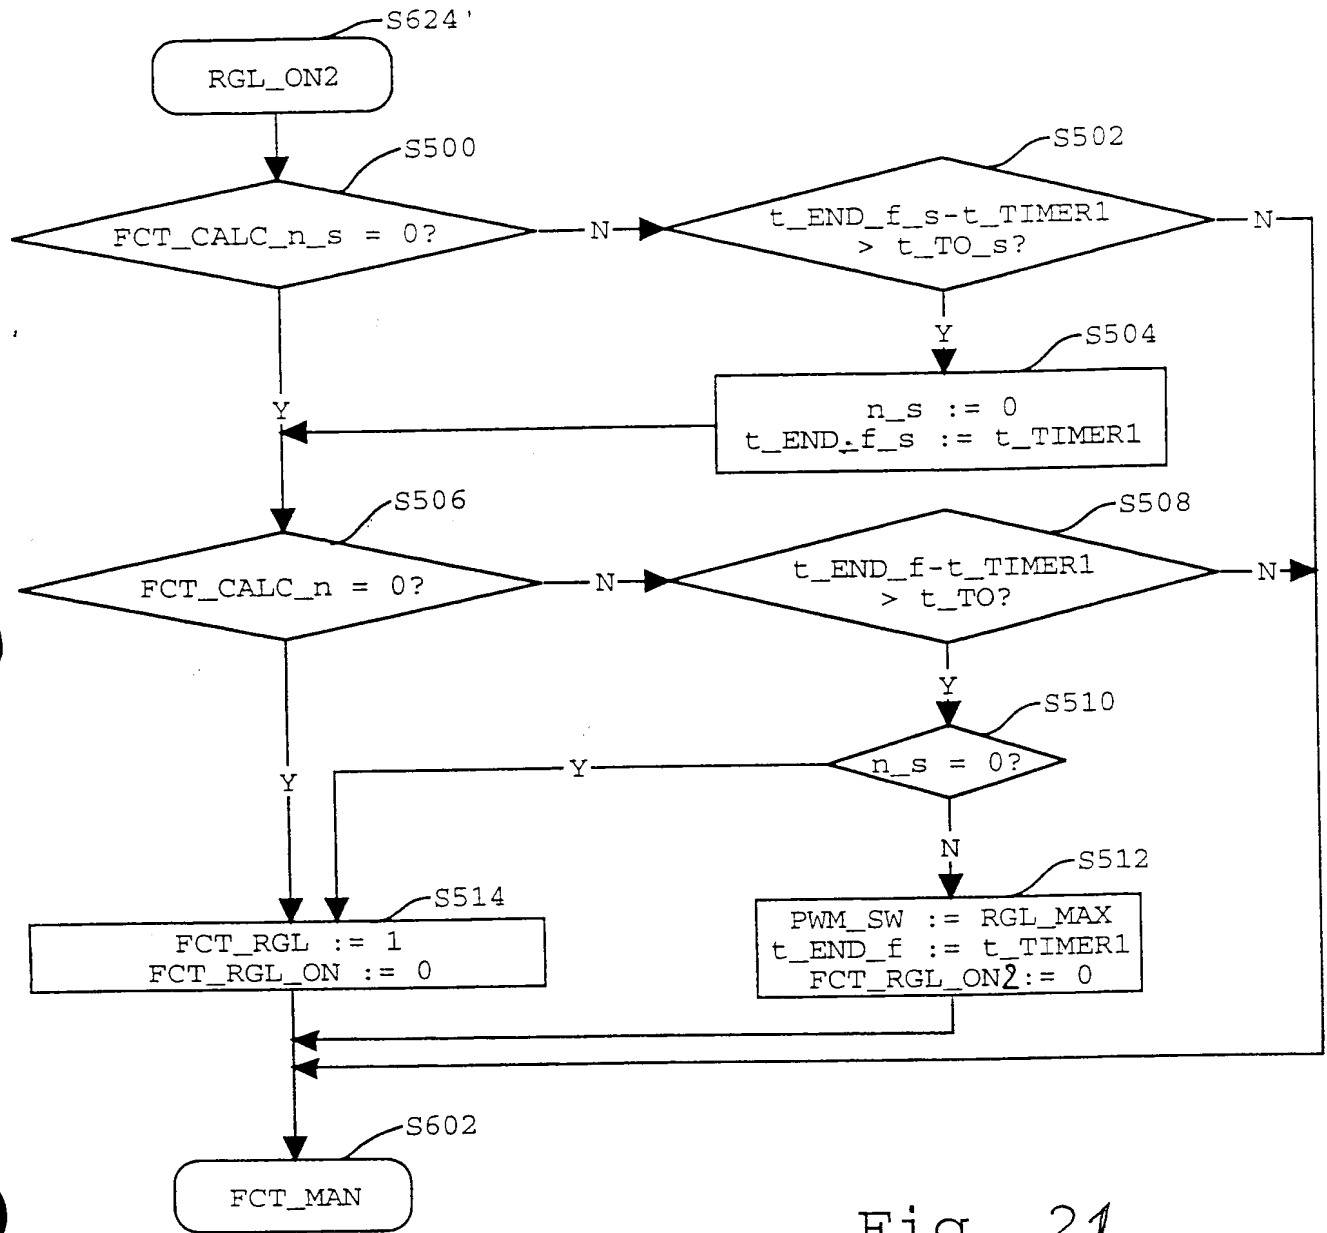 S624'
RGL_ON2
S500
FCT_CALC_n_s = 0?
N
S502
t_END_f_s-t_TIMER1
> t_TO_s?
N
Y
Y
S504
n_s := 0
t_END_f_s := t_TIMER1
S506
FCT_CALC_n = 0?
N
S508
t_END_f-t_TIMER1
> t_TO?
N
Y
Y
S510
n_s = 0?
Y
N
S514
FCT_RGL := 1
FCT_RGL_ON := 0
S512
PWM_SW := RGL_MAX
t_END_f := t_TIMER1
FCT_RGL_ON2:= 0
S602
FCT_MAN
Fig. 21